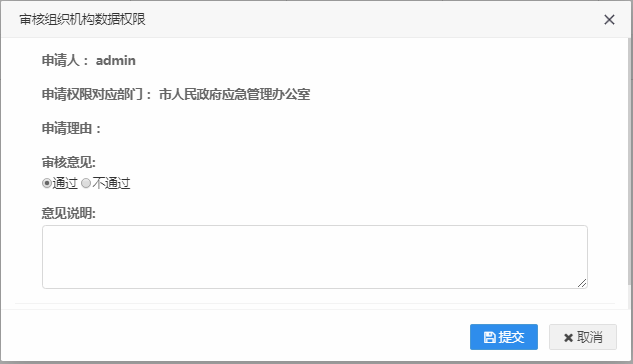 审核组织机构数据权限
申请人： admin
申请权限对应部门： 市人民政府应急管理办公室
申请理由：
审核意见:
通过 不通过
意见说明:
提交 取消